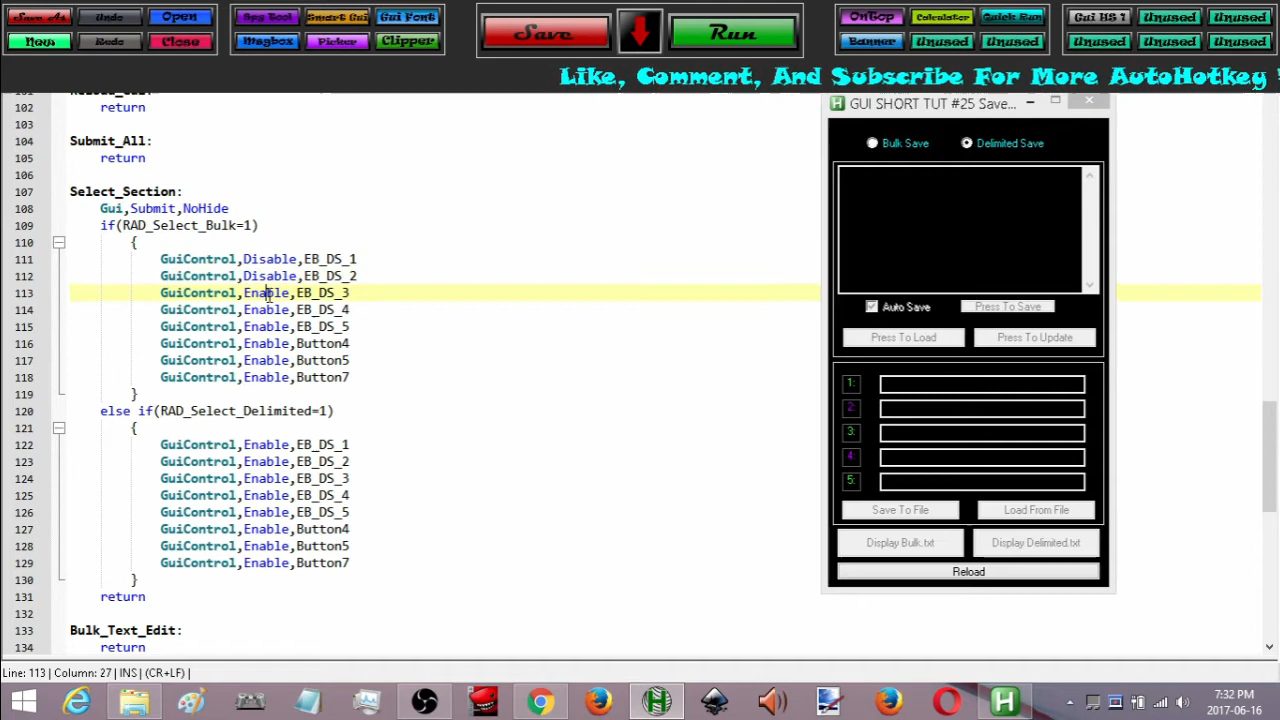 Save As Undo Open Spy Tool Smart Gui Gui Font Save Run OnTop Calculator Quick Run Gui HS 1 Unused Unused
New Redo Close Msgbox Picker Clipper Banner Unused Unused Unused Unused Unused
Like, Comment, And Subscribe For More AutoHotkey
102 return
103
104 Submit_All:
105 return
106
107 Select_Section:
108 Gui,Submit,NoHide
109 if(RAD_Select_Bulk=1)
110 {
111 GuiControl,Disable,EB_DS_1
112 GuiControl,Disable,EB_DS_2
113 GuiControl,Enable,EB_DS_3
114 GuiControl,Enable,EB_DS_4
115 GuiControl,Enable,EB_DS_5
116 GuiControl,Enable,Button4
117 GuiControl,Enable,Button5
118 GuiControl,Enable,Button7
119 }
120 else if(RAD_Select_Delimited=1)
121 {
122 GuiControl,Enable,EB_DS_1
123 GuiControl,Enable,EB_DS_2
124 GuiControl,Enable,EB_DS_3
125 GuiControl,Enable,EB_DS_4
126 GuiControl,Enable,EB_DS_5
127 GuiControl,Enable,Button4
128 GuiControl,Enable,Button5
129 GuiControl,Enable,Button7
130 }
131 return
132
133 Bulk_Text_Edit:
134 return
GUI SHORT TUT #25 Save...
Bulk Save Delimited Save
Auto Save Press To Save
Press To Load Press To Update
1:
2:
3:
4:
5:
Save To File Load From File
Display Bulk.txt Display Delimited.txt
Reload
Line: 113 | Column: 27 | INS | (CR+LF) |
7:32 PM
2017-06-16